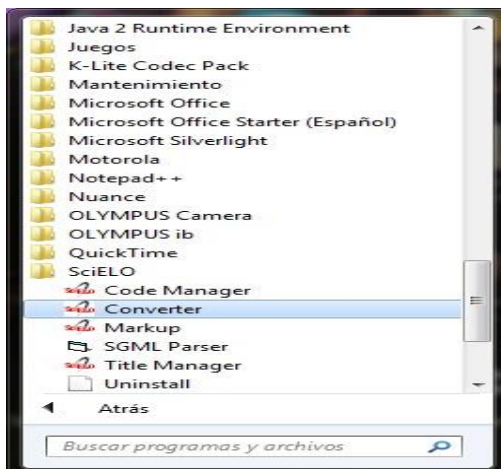 Java 2 Runtime Environment
Juegos
K-Lite Codec Pack
Mantenimiento
Microsoft Office
Microsoft Office Starter (Español)
Microsoft Silverlight
Motorola
Notepad++
Nuance
OLYMPUS Camera
OLYMPUS ib
QuickTime
SciELO
Code Manager
Converter
Markup
SGML Parser
Title Manager
Uninstall
Atrás
Buscar programas y archivos